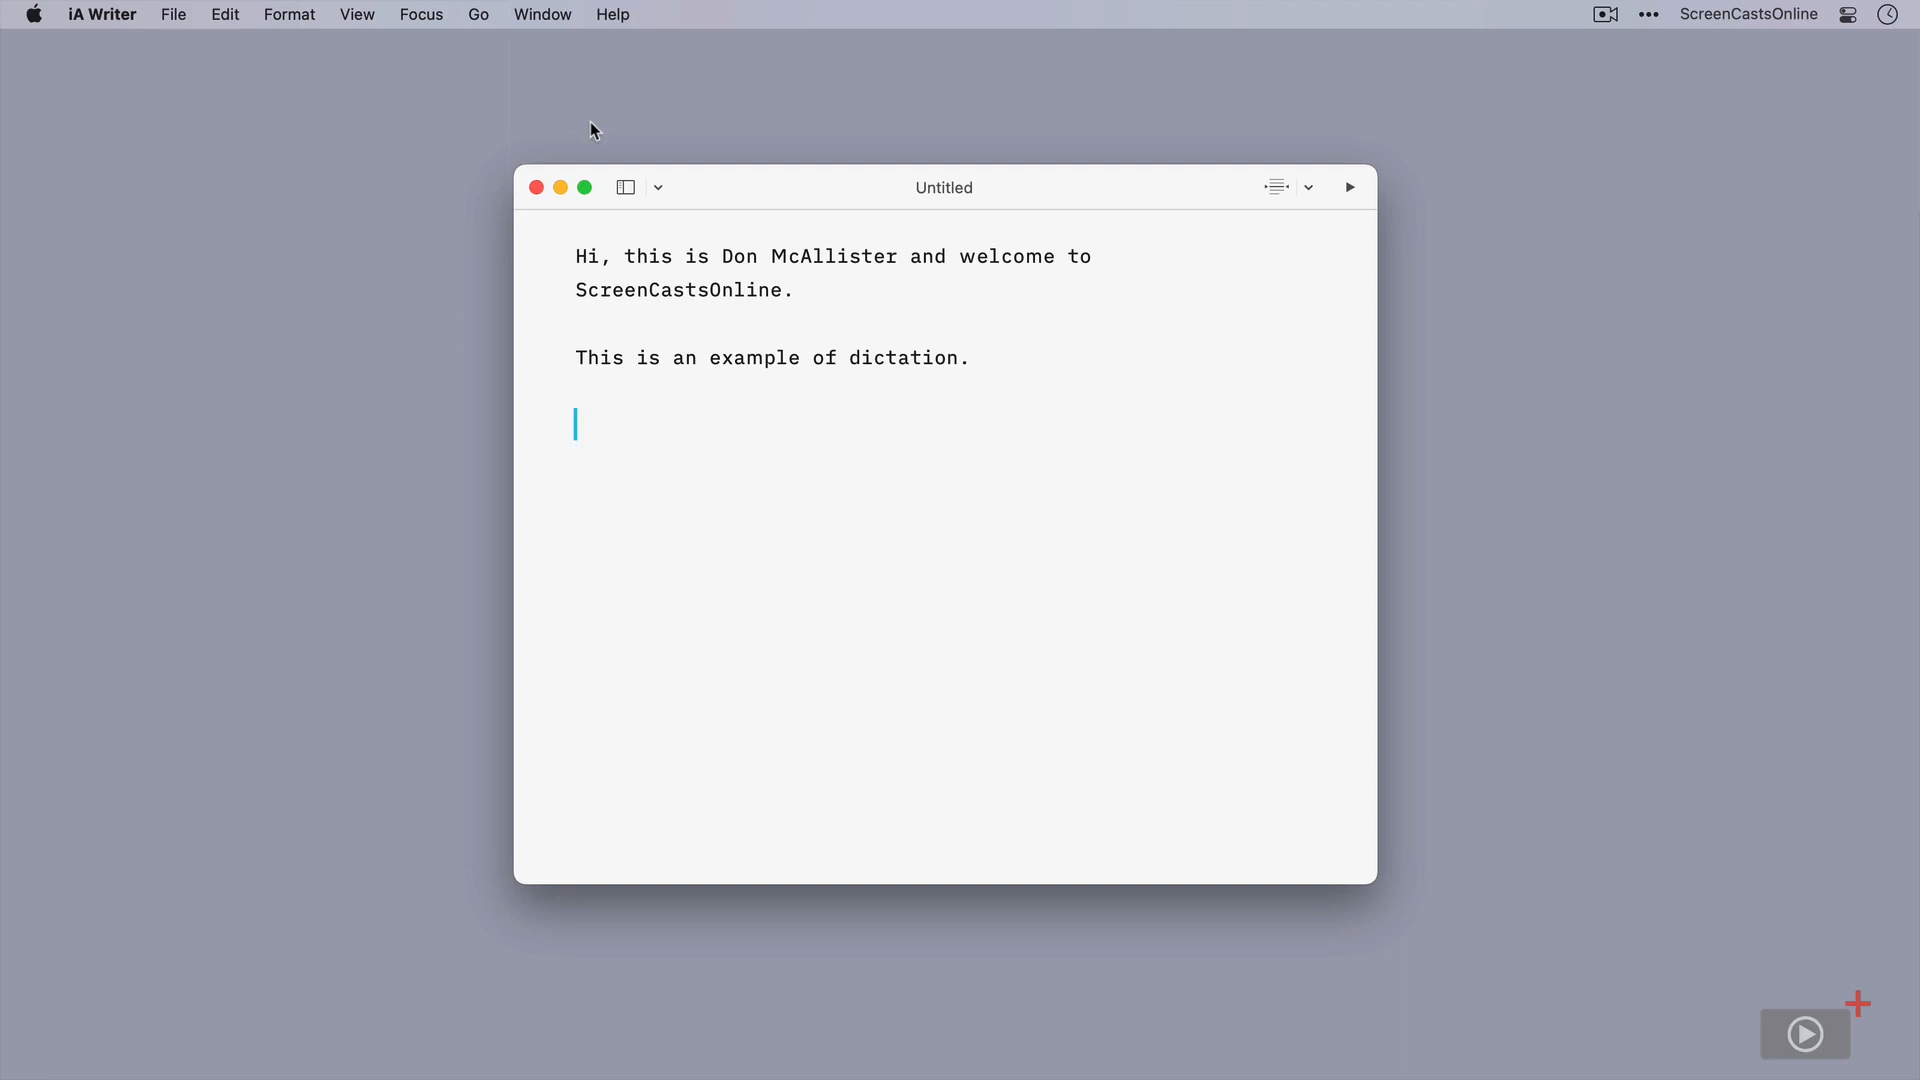 iA Writer File Edit Format View Focus Go Window Help ScreenCastsOnline
Untitled
Hi, this is Don McAllister and welcome to
ScreenCastsOnline.
This is an example of dictation.